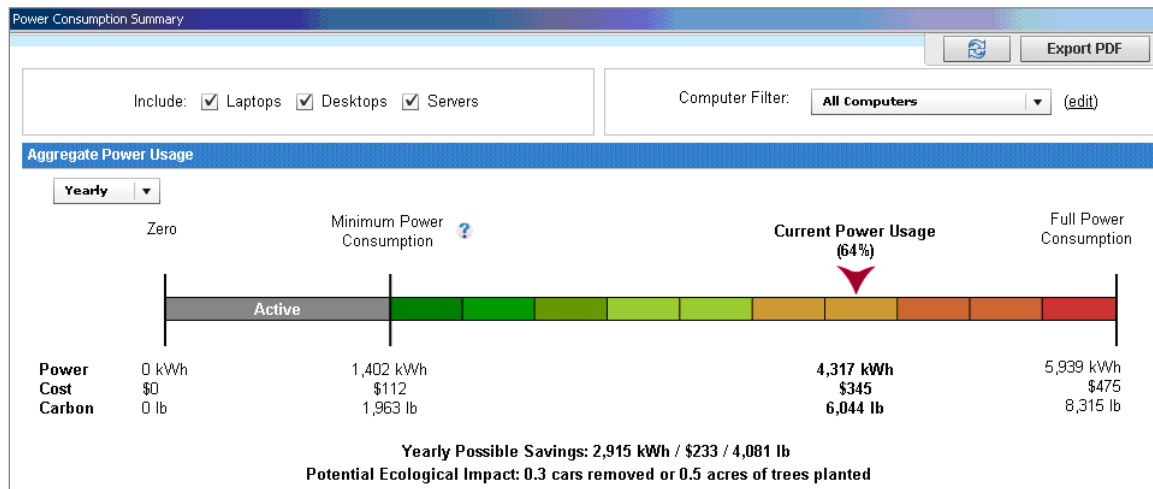 Power Consumption Summary
Export PDF
Include: Laptops Desktops Servers
Computer Filter: All Computers (edit)
Aggregate Power Usage
Yearly
Zero
Minimum Power
Consumption
?
Current Power Usage
(64%)
Full Power
Consumption
Active
Power 0 kWh 1,402 kWh 4,317 kWh 5,939 kWh
Cost $0 $112 $345 $475
Carbon 0 lb 1,963 lb 6,044 lb 8,315 lb
Yearly Possible Savings: 2,915 kWh / $233 / 4,081 lb
Potential Ecological Impact: 0.3 cars removed or 0.5 acres of trees planted